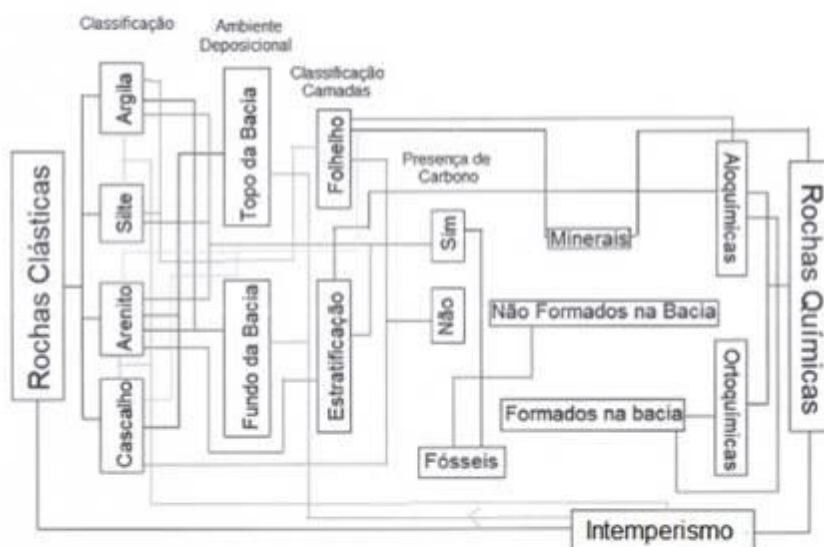 Classificação
Ambiente
Deposicional
Classificação
Camadas
Presença de
Carbono
Rochas Clásticas
Argila
Silte
Arenito
Cascalho
Topo da Bacia
Fundo da Bacia
Folhelho
Estratificação
Sim
Não
Minerais
Não Formados na Bacia
Formados na bacia
Fósseis
Aloquímicas
Ortoquímicas
Rochas Químicas
Intemperismo